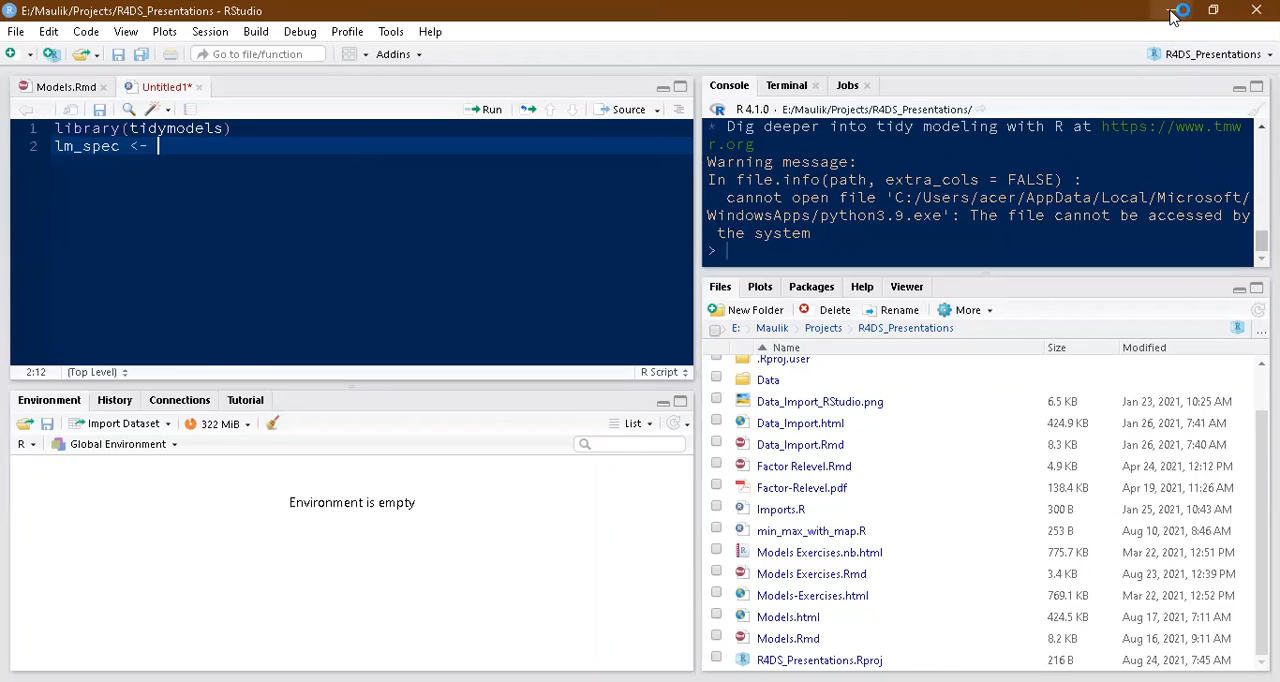 E:/Maulik/Projects/R4DS_Presentations - RStudio
File Edit Code View Plots Session Build Debug Profile Tools Help
Go to file/function Addins R4DS_Presentations
Models.Rmd Untitled1*
Run Source
1 library(tidymodels)
2 lm_spec <-
2:12 (Top Level) R Script
Console Terminal Jobs
R 4.1.0 · E:/Maulik/Projects/R4DS_Presentations/
* Dig deeper into tidy modeling with R at https://www.tmw
r.org
Warning message:
In file.info(path, extra_cols = FALSE) :
cannot open file 'C:/Users/acer/AppData/Local/Microsoft/
WindowsApps/python3.9.exe': The file cannot be accessed by
the system
>
Environment History Connections Tutorial
Import Dataset 322 MiB List
R Global Environment
Environment is empty
Files Plots Packages Help Viewer
New Folder Delete Rename More
E: Maulik Projects R4DS_Presentations
Name Size Modified
.Rproj.user
Data
Data_Import_RStudio.png 6.5 KB Jan 23, 2021, 10:25 AM
Data_Import.html 424.9 KB Jan 26, 2021, 7:41 AM
Data_Import.Rmd 8.3 KB Jan 26, 2021, 7:40 AM
Factor Relevel.Rmd 4.9 KB Apr 24, 2021, 12:12 PM
Factor-Relevel.pdf 138.4 KB Apr 19, 2021, 11:26 AM
Imports.R 300 B Jan 25, 2021, 10:43 AM
min_max_with_map.R 253 B Aug 10, 2021, 8:46 AM
Models Exercises.nb.html 775.7 KB Mar 22, 2021, 12:51 PM
Models Exercises.Rmd 3.4 KB Aug 23, 2021, 12:39 PM
Models-Exercises.html 769.1 KB Mar 22, 2021, 12:52 PM
Models.html 424.5 KB Aug 17, 2021, 7:11 AM
Models.Rmd 8.2 KB Aug 16, 2021, 9:11 AM
R4DS_Presentations.Rproj 216 B Aug 24, 2021, 7:45 AM